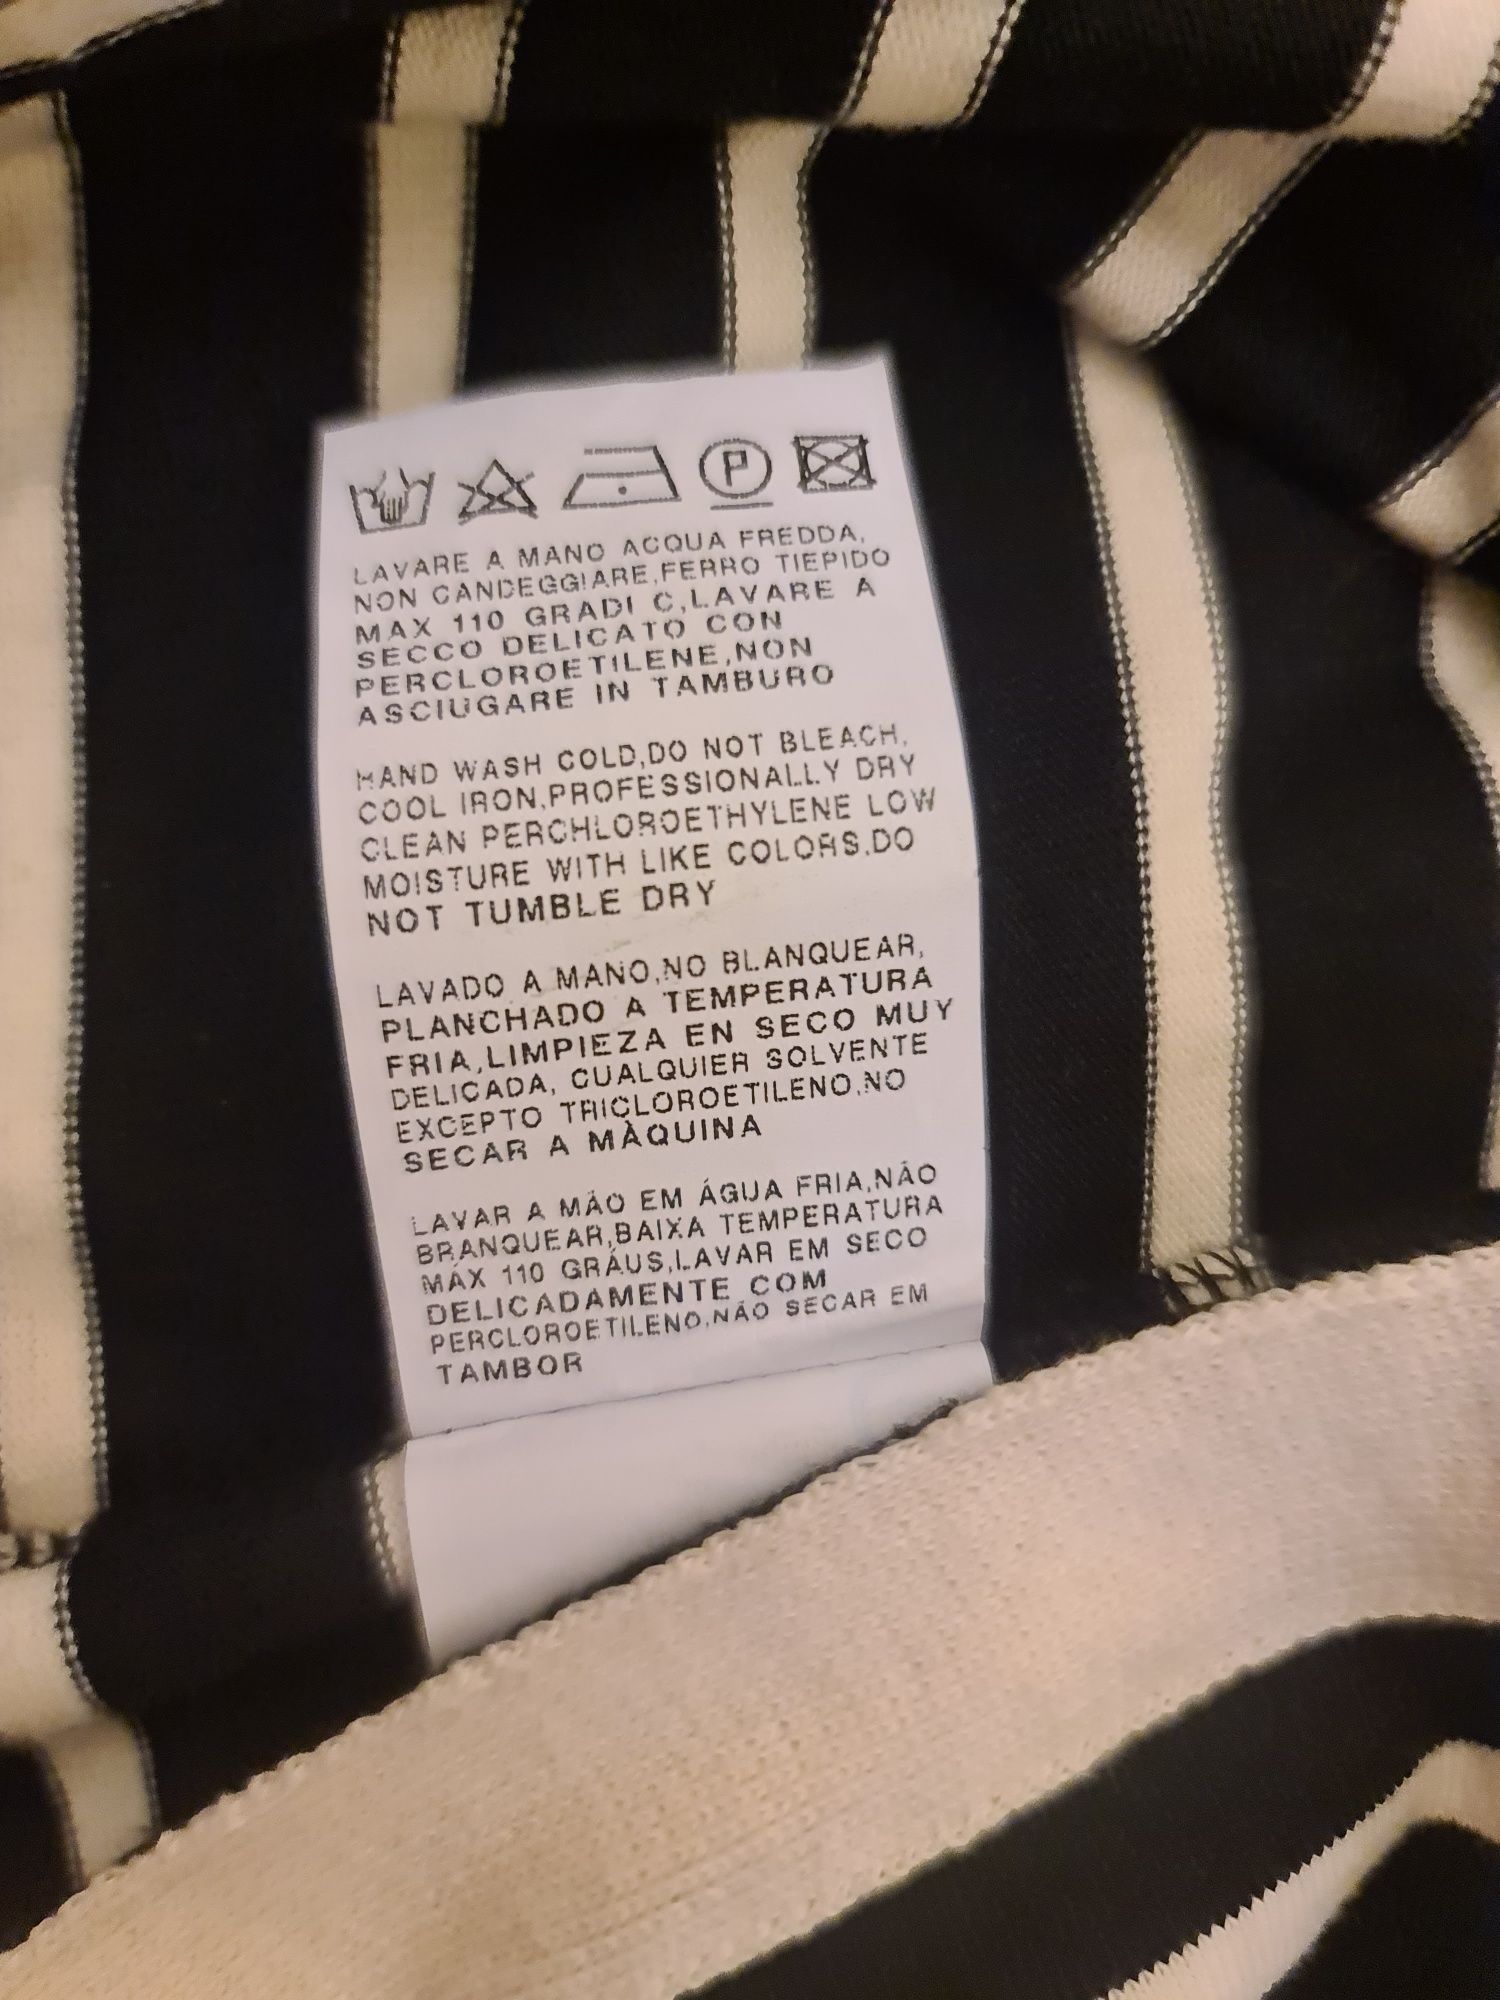 P
LAVARE A MANO ACQUA FREDDA,
NON CANDEGGIARE,FERRO TIEPIDO
MAX 110 GRADI C,LAVARE A
SECCO DELICATO CON
PERCLOROETILENE,NON
ASCIUGARE IN TAMBURO
HAND WASH COLD,DO NOT BLEACH,
COOL IRON,PROFESSIONALLY DRY
CLEAN PERCHLOROETHYLENE LOW
MOISTURE WITH LIKE COLORS,DO
NOT TUMBLE DRY
LAVADO A MANO,NO BLANQUEAR,
PLANCHADO A TEMPERATURA
FRIA,LIMPIEZA EN SECO MUY
DELICADA, CUALQUIER SOLVENTE
EXCEPTO TRICLOROETILENO,NO
SECAR A MÀQUINA
LAVAR A MÃO EM ÁGUA FRIA,NÃO
BRANQUEAR,BAIXA TEMPERATURA
MÁX 110 GRÁUS,LAVAR EM SECO
DELICADAMENTE COM
PERCLOROETILENO,NÃO SECAR EM
TAMBOR